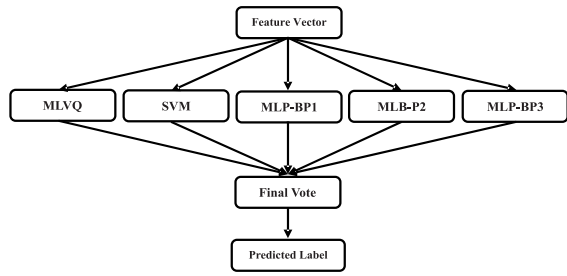 Feature Vector
MLVQ
SVM
MLP-BP1
MLB-P2
MLP-BP3
Final Vote
Predicted Label